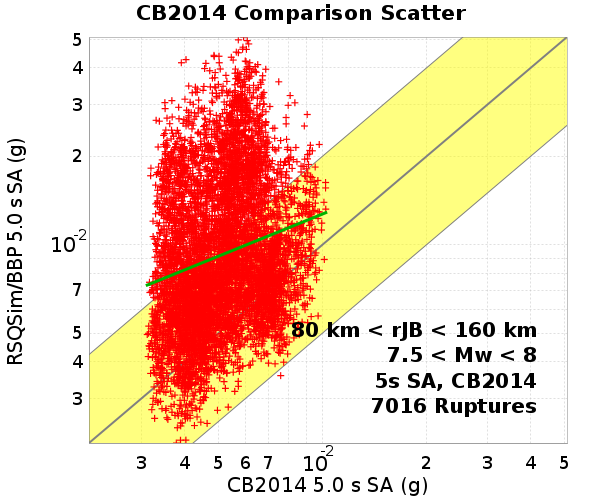 CB2014 Comparison Scatter
5
4
3
2
10-2
7
5
4
3
RSQSim/BBP 5.0 s SA (g)
80 km < rJB < 160 km
7.5 < Mw < 8
5s SA, CB2014
7016 Ruptures
3 4 5 6 7 10-2 2 3 4 5
CB2014 5.0 s SA (g)